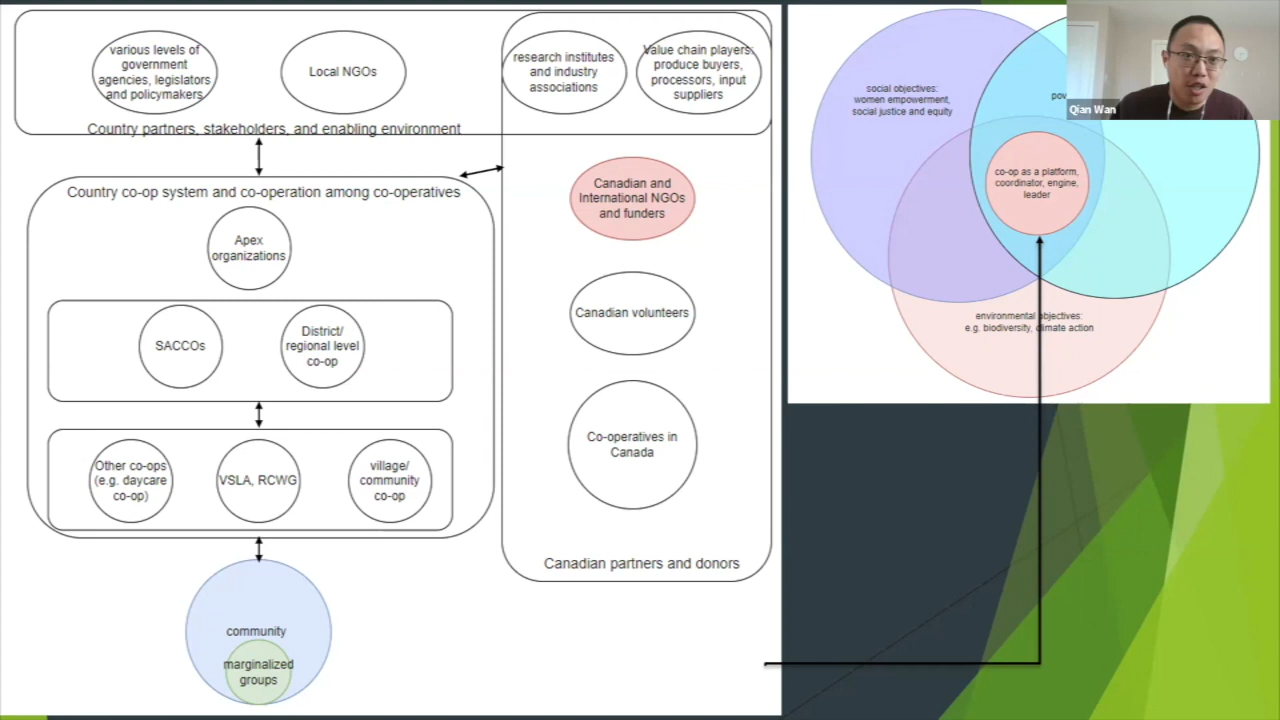 various levels of
government
agencies, legislators
and policymakers
Local NGOs
research institutes
and industry
associations
Value chain players:
produce buyers,
processors, input
suppliers
Country partners, stakeholders, and enabling environment
Country co-op system and co-operation among co-operatives
Apex
organizations
SACCOs
District/
regional level
co-op
Other co-ops
(e.g. daycare
co-op)
VSLA, RCWG
village/
community
co-op
community
marginalized
groups
Canadian and
International NGOs
and funders
Canadian volunteers
Co-operatives in
Canada
Canadian partners and donors
social objectives:
women empowerment,
social justice and equity
co-op as a platform,
coordinator, engine,
leader
environmental objectives:
e.g. biodiversity, climate action
Qian Wan